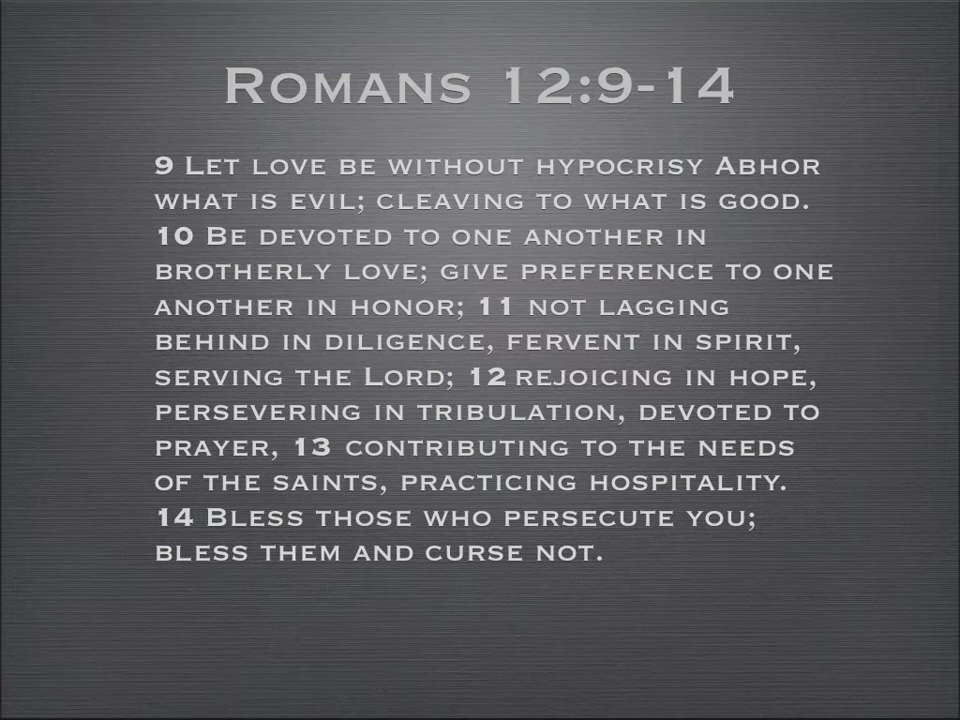 Romans 12:9-14
9 Let love be without hypocrisy Abhor
what is evil; cleaving to what is good.
10 Be devoted to one another in
brotherly love; give preference to one
another in honor; 11 not lagging
behind in diligence, fervent in spirit,
serving the Lord; 12 rejoicing in hope,
persevering in tribulation, devoted to
prayer, 13 contributing to the needs
of the saints, practicing hospitality.
14 Bless those who persecute you;
bless them and curse not.